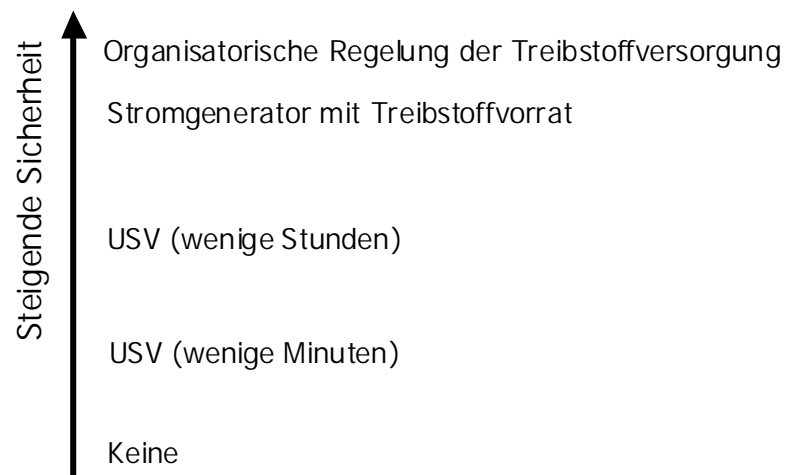 Steigende Sicherheit
Organisatorische Regelung der Treibstoffversorgung
Stromgenerator mit Treibstoffvorrat
USV (wenige Stunden)
USV (wenige Minuten)
Keine